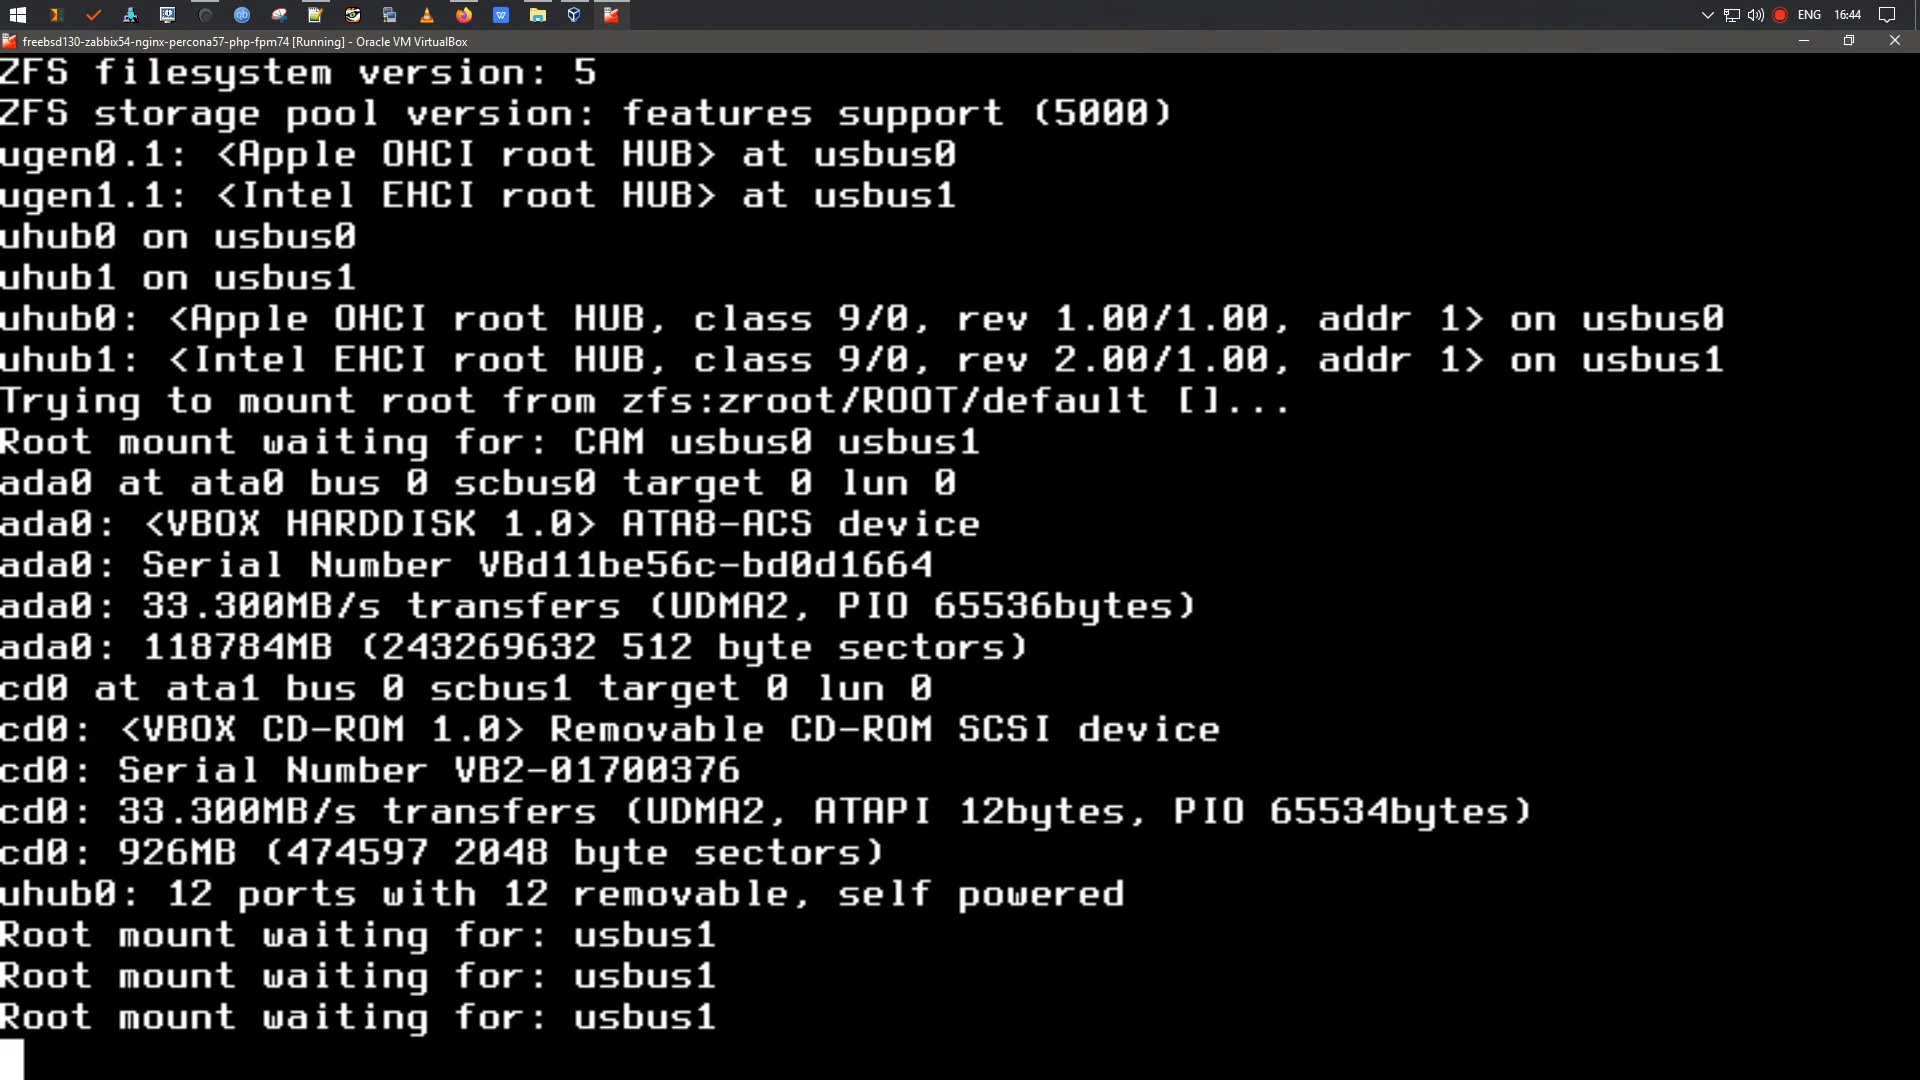 ENG 16:44
freebsd130-zabbix54-nginx-percona57-php-fpm74 [Running] - Oracle VM VirtualBox
ZFS filesystem version: 5
ZFS storage pool version: features support (5000)
ugen0.1: <Apple OHCI root HUB> at usbus0
ugen1.1: <Intel EHCI root HUB> at usbus1
uhub0 on usbus0
uhub1 on usbus1
uhub0: <Apple OHCI root HUB, class 9/0, rev 1.00/1.00, addr 1> on usbus0
uhub1: <Intel EHCI root HUB, class 9/0, rev 2.00/1.00, addr 1> on usbus1
Trying to mount root from zfs:zroot/ROOT/default []...
Root mount waiting for: CAM usbus0 usbus1
ada0 at ata0 bus 0 scbus0 target 0 lun 0
ada0: <VBOX HARDDISK 1.0> ATA8-ACS device
ada0: Serial Number VBd11be56c-bd0d1664
ada0: 33.300MB/s transfers (UDMA2, PIO 65536bytes)
ada0: 118784MB (243269632 512 byte sectors)
cd0 at ata1 bus 0 scbus1 target 0 lun 0
cd0: <VBOX CD-ROM 1.0> Removable CD-ROM SCSI device
cd0: Serial Number VB2-01700376
cd0: 33.300MB/s transfers (UDMA2, ATAPI 12bytes, PIO 65534bytes)
cd0: 926MB (474597 2048 byte sectors)
uhub0: 12 ports with 12 removable, self powered
Root mount waiting for: usbus1
Root mount waiting for: usbus1
Root mount waiting for: usbus1